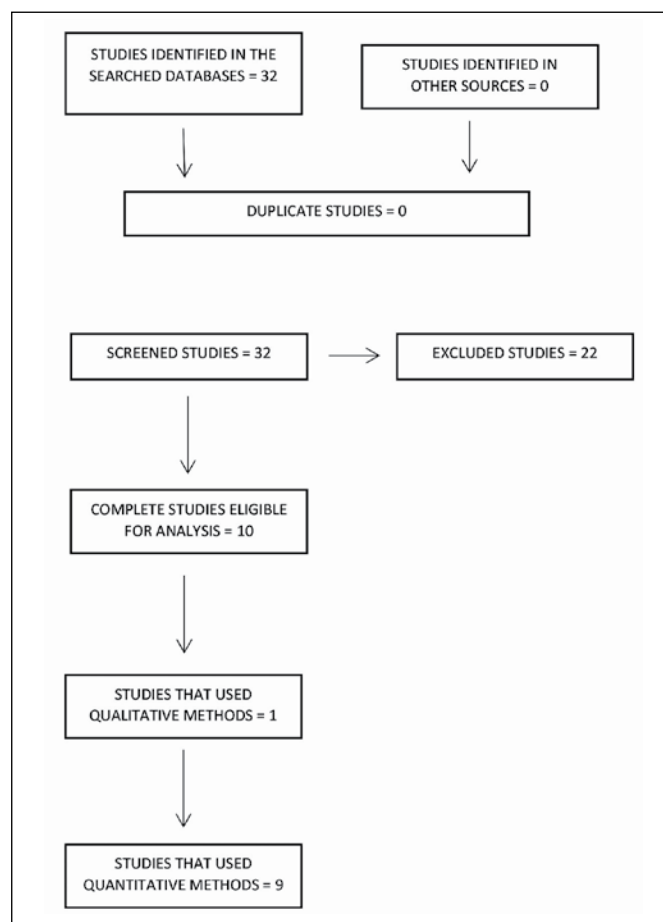 STUDIES IDENTIFIED IN THE
SEARCHED DATABASES = 32
STUDIES IDENTIFIED IN
OTHER SOURCES = 0
DUPLICATE STUDIES = 0
SCREENED STUDIES = 32
EXCLUDED STUDIES = 22
COMPLETE STUDIES ELIGIBLE
FOR ANALYSIS = 10
STUDIES THAT USED
QUALITATIVE METHODS = 1
STUDIES THAT USED
QUANTITATIVE METHODS = 9